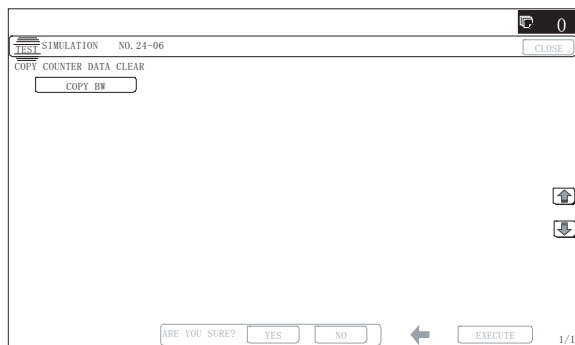 0
TEST SIMULATION NO.24-06 CLOSE
COPY COUNTER DATA CLEAR
COPY BW
ARE YOU SURE? YES NO EXECUTE 1/1